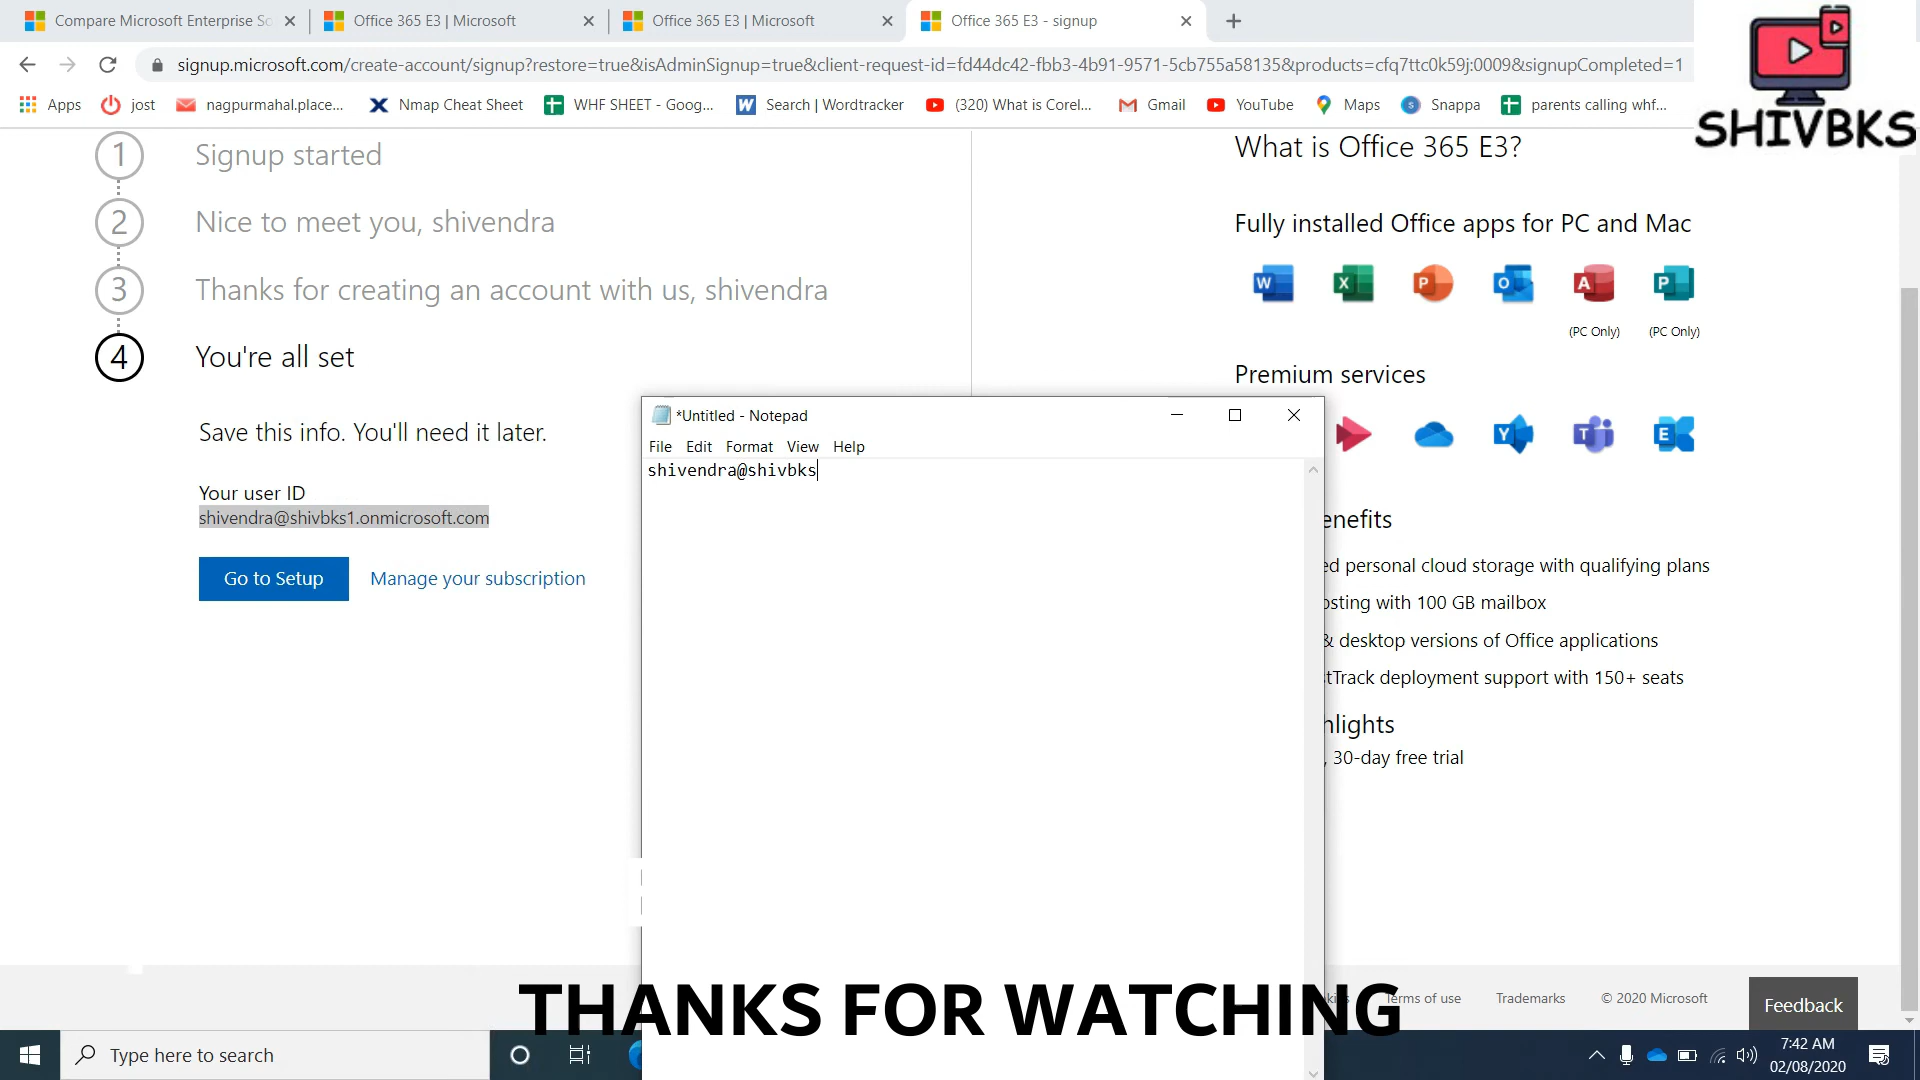 Compare Microsoft Enterprise So
Office 365 E3 | Microsoft
Office 365 E3 | Microsoft
Office 365 E3 - signup
signup.microsoft.com/create-account/signup?restore=true&isAdminSignup=true&client-request-id=fd44dc42-fbb3-4b91-9571-5cb755a58135&products=cfq7ttc0k59j:0009&signupCompleted=1
Apps
jost
nagpurmahal.place...
Nmap Cheat Sheet
WHF SHEET - Goog...
Search | Wordtracker
(320) What is Corel...
Gmail
YouTube
Maps
Snappa
parents calling whf...
SHIVBKS
1 Signup started
2 Nice to meet you, shivendra
3 Thanks for creating an account with us, shivendra
4 You're all set
Save this info. You'll need it later.
Your user ID
shivendra@shivbks1.onmicrosoft.com
Go to Setup
Manage your subscription
What is Office 365 E3?
Fully installed Office apps for PC and Mac
(PC Only)
(PC Only)
Premium services
enefits
ed personal cloud storage with qualifying plans
osting with 100 GB mailbox
& desktop versions of Office applications
stTrack deployment support with 150+ seats
hlights
, 30-day free trial
*Untitled - Notepad
File Edit Format View Help
shivendra@shivbks
Terms of use
Trademarks
© 2020 Microsoft
Feedback
THANKS FOR WATCHING
Type here to search
7:42 AM
02/08/2020